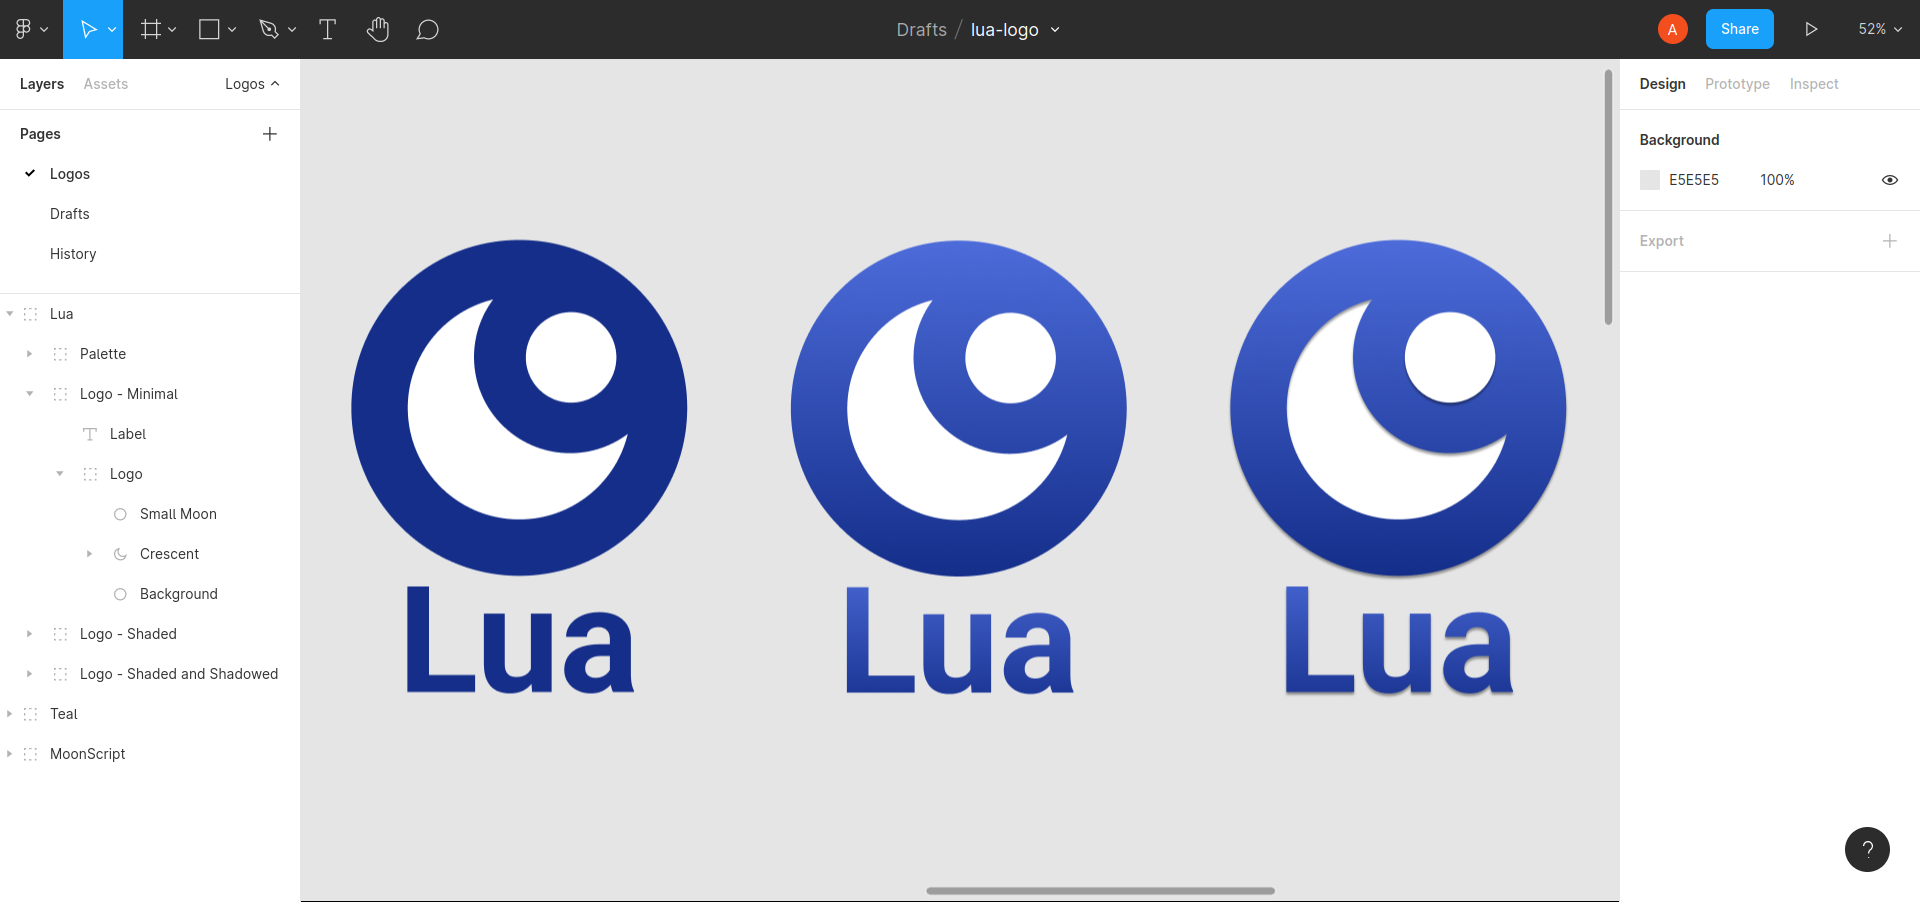 Drafts / lua-logo
A
Share
52%
Layers
Assets
Logos
Pages
Logos
Drafts
History
Lua
Palette
Logo - Minimal
Label
Logo
Small Moon
Crescent
Background
Logo - Shaded
Logo - Shaded and Shadowed
Teal
MoonScript
Lua
Lua
Lua
Design
Prototype
Inspect
Background
E5E5E5
100%
Export
?